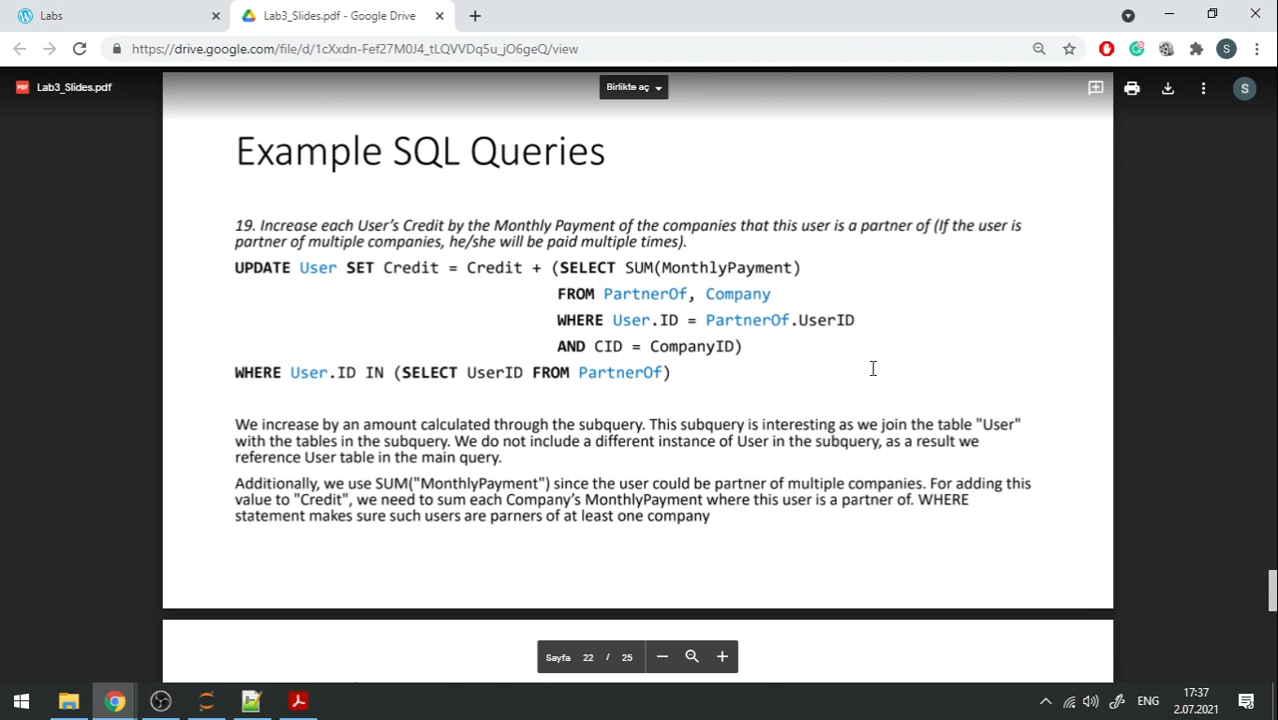 Labs
Lab3_Slides.pdf - Google Drive
https://drive.google.com/file/d/1cXxdn-Fef27M0J4_tLQVVDq5u_jO6geQ/view
S
Lab3_Slides.pdf
Birlikte aç
S
Example SQL Queries
19. Increase each User's Credit by the Monthly Payment of the companies that this user is a partner of (If the user is
partner of multiple companies, he/she will be paid multiple times).
UPDATE User SET Credit = Credit + (SELECT SUM(MonthlyPayment)
FROM PartnerOf, Company
WHERE User.ID = PartnerOf.UserID
AND CID = CompanyID)
WHERE User.ID IN (SELECT UserID FROM PartnerOf)
We increase by an amount calculated through the subquery. This subquery is interesting as we join the table "User"
with the tables in the subquery. We do not include a different instance of User in the subquery, as a result we
reference User table in the main query.
Additionally, we use SUM("MonthlyPayment") since the user could be partner of multiple companies. For adding this
value to "Credit", we need to sum each Company's MonthlyPayment where this user is a partner of. WHERE
statement makes sure such users are parners of at least one company
Sayfa 22 / 25
ENG
17:37
2.07.2021